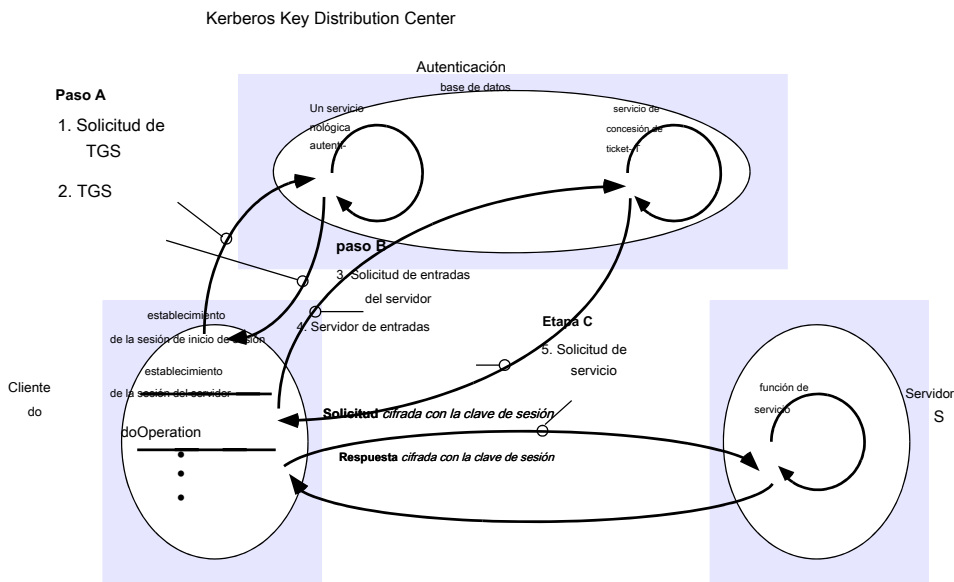 Kerberos Key Distribution Center
Autenticación
base de datos
Paso A
1. Solicitud de
TGS
2. TGS
Un servicio
nológica
autenti-
servicio de
concesión de
ticket- T
paso B
3. Solicitud de entradas
del servidor
4. Servidor de entradas
Etapa C
5. Solicitud de
servicio
establecimiento
de la sesión de inicio de sesión
establecimiento
de la sesión del servidor
doOperation
Cliente
do
Solicitud cifrada con la clave de sesión
Respuesta cifrada con la clave de sesión
función de
servicio
Servidor
S